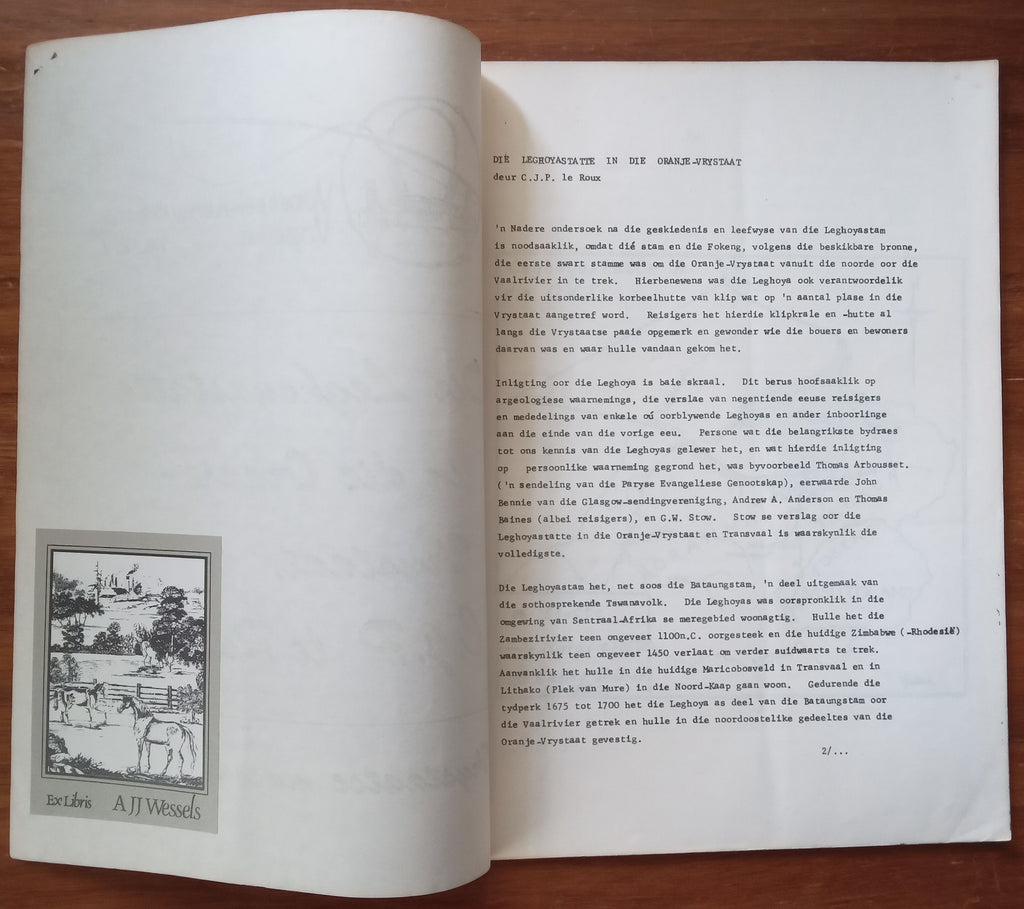 Ex Libris A JJ Wessels
DIE LEGHOYASTATTE IN DIE ORANJE-VRYSTAAT
deur C.J.P. le Roux
'n Nadere ondersoek na die geskiedenis en leefwyse van die Leghoyastam
is noodsaaklik, omdat dié stam en die Fokeng, volgens die beskikbare bronne,
die eerste swart stamme was om die Oranje-Vrystaat vanuit die noorde oor die
Vaalrivier in te trek. Hierbenewens was die Leghoya ook verantwoordelik
vir die uitsonderlike korbeelhutte van klip wat op 'n aantal plase in die
Vrystaat aangetref word. Reisigers het hierdie klipkrale en -hutte al
langs die Vrystaatse paaie opgemerk en gewonder wie die bouers en bewoners
daarvan was en waar hulle vandaan gekom het.
Inligting oor die Leghoya is baie skraal. Dit berus hoofsaaklik op
argeologiese waarnemings, die verslae van negentiende eeuse reisigers
en mededelings van enkele oú oorblywende Leghoyas en ander inboorlinge
aan die einde van die vorige eeu. Persone wat die belangrikste bydraes
tot ons kennis van die Leghoyas gelewer het, en wat hierdie inligting
op persoonlike waarneming gegrond het, was byvoorbeeld Thomas Arbousset.
('n sendeling van die Paryse Evangeliese Genootskap), eerwaarde John
Bennie van die Glasgow-sendingvereniging, Andrew A. Anderson en Thomas
Baines (albei reisigers), en G.W. Stow. Stow se verslag oor die
Leghoyastatte in die Oranje-Vrystaat en Transvaal is waarskynlik die
volledigste.
Die Leghoyastam het, net soos die Bataungstam, 'n deel uitgemaak van
die sothosprekende Tswanavolk. Die Leghoyas was oorspronklik in die
omgewing van Sentraal-Afrika se meregebied woonagtig. Hulle het die
Zambezirivier teen ongeveer 1100n.C. oorgesteek en die huidige Zimbabwe (-Rhodesië)
waarskynlik teen ongeveer 1450 verlaat om verder suidwaarts te trek.
Aanvanklik het hulle in die huidige Maricobosveld in Transvaal en in
Lithako (Plek van Mure) in die Noord-Kaap gaan woon. Gedurende die
tydperk 1675 tot 1700 het die Leghoya as deel van die Bataungstam oor
die Vaalrivier getrek en hulle in die noordoostelike gedeeltes van die
Oranje-Vrystaat gevestig.
2/...